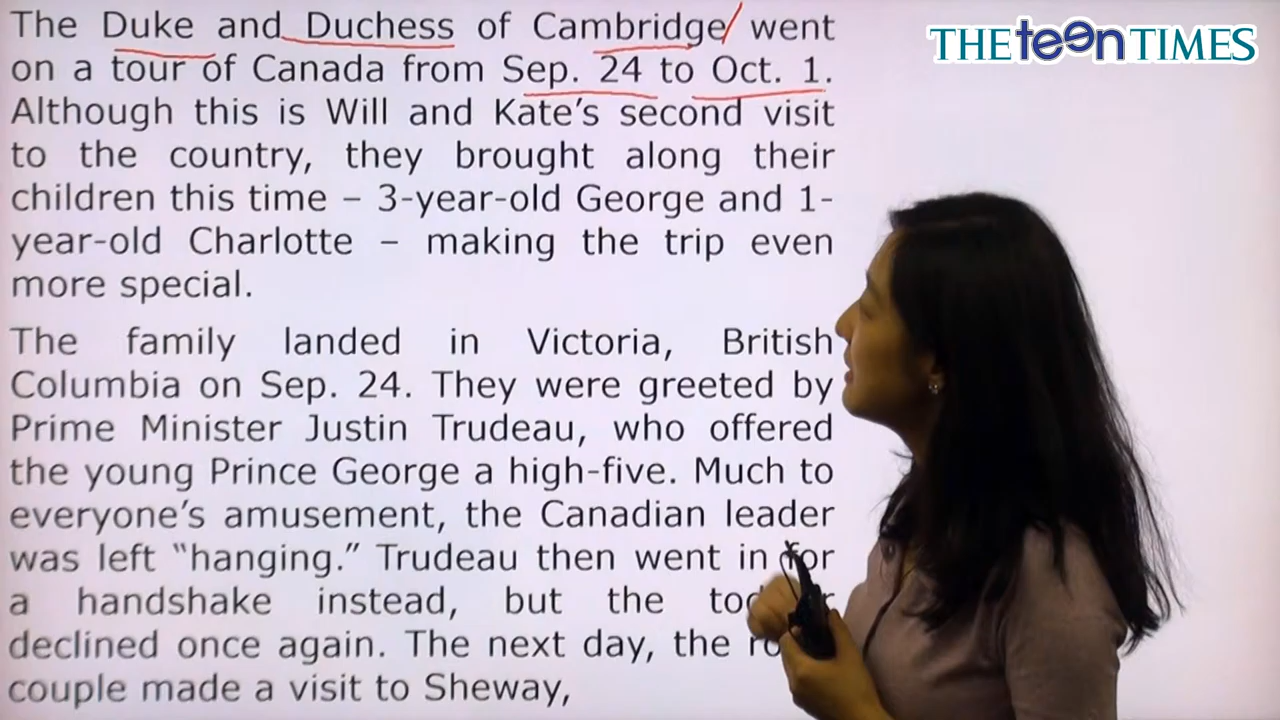 The Duke and Duchess of Cambridge went
on a tour of Canada from Sep. 24 to Oct. 1.
Although this is Will and Kate's second visit
to the country, they brought along their
children this time – 3-year-old George and 1-
year-old Charlotte – making the trip even
more special.
The family landed in Victoria, British
Columbia on Sep. 24. They were greeted by
Prime Minister Justin Trudeau, who offered
the young Prince George a high-five. Much to
everyone's amusement, the Canadian leader
was left "hanging." Trudeau then went in for
a handshake instead, but the
declined once again. The next day, the
couple made a visit to Sheway,
THE teen TIMES